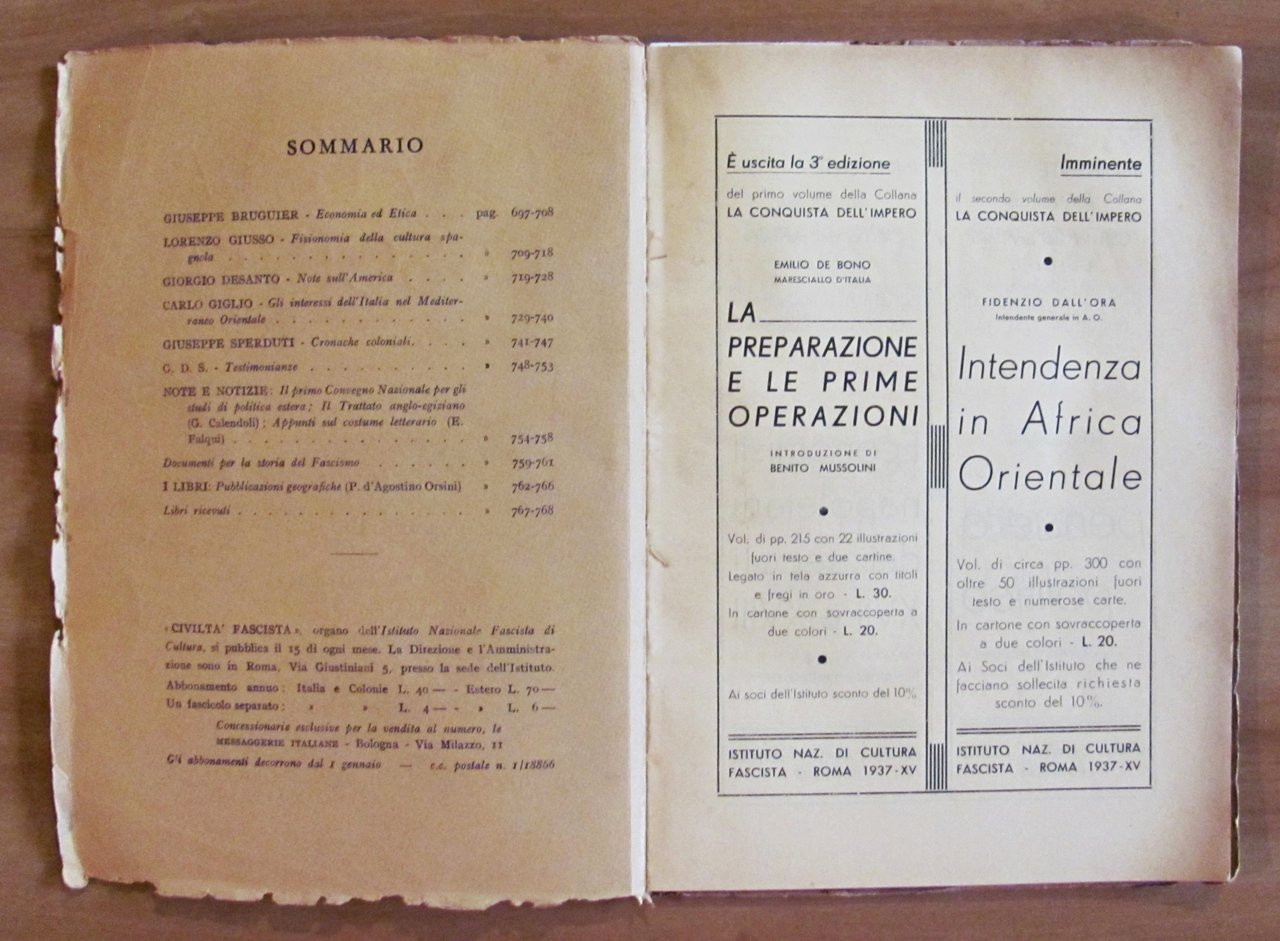 SOMMARIO
GIUSEPPE BRUGUIER - Economia ed Etica . . . pag. 697-708
LORENZO GIUSSO - Fisionomia della cultura spa-
gnola . . . . . . . . . . . . . . » 709-718
GIORGIO DESANTO - Note sull'America . . . . » 719-728
CARLO GIGLIO - Gli interessi dell'Italia nel Mediter-
raneo Orientale . . . . . . . . . . . » 729-740
GIUSEPPE SPERDUTI - Cronache coloniali. . . . » 741-747
G. D. S. - Testimonianze . . . . . . . . . » 748-753
NOTE E NOTIZIE: Il primo Convegno Nazionale per gli
studi di politica estera; Il Trattato anglo-egiziano
(G. Calendoli); Appunti sul costume letterario (E.
Falqui) . . . . . . . . . . . . . » 754-758
Documenti per la storia del Fascismo . . . . . . » 759-761
I LIBRI: Pubblicazioni geografiche (P. d'Agostino Orsini) » 762-766
Libri ricevuti . . . . . . . . . . . . . » 767-768
«CIVILTA' FASCISTA», organo dell'Istituto Nazionale Fascista di
Cultura, si pubblica il 15 di ogni mese. La Direzione e l'Amministra-
zione sono in Roma, Via Giustiniani 5, presso la sede dell'Istituto.
Abbonamento annuo: Italia e Colonie L. 40 — - Estero L. 70 —
Un fascicolo separato: » » L. 4 — - » L. 6 —
Concessionarie esclusive per la vendita al numero, le
MESSAGGERIE ITALIANE - Bologna - Via Milazzo, 11
Gli abbonamenti decorrono dal 1 gennaio — c.c. postale n. 1/18866
È uscita la 3ª edizione
del primo volume della Collana
LA CONQUISTA DELL'IMPERO
EMILIO DE BONO
MARESCIALLO D'ITALIA
LA
PREPARAZIONE
E LE PRIME
OPERAZIONI
INTRODUZIONE DI
BENITO MUSSOLINI
Vol. di pp. 215 con 22 illustrazioni
fuori testo e due cartine.
Legato in tela azzurra con titoli
e fregi in oro - L. 30.
In cartone con sovraccoperta a
due colori - L. 20.
Ai soci dell'Istituto sconto del 10%
ISTITUTO NAZ. DI CULTURA
FASCISTA - ROMA 1937-XV
Imminente
il secondo volume della Collana
LA CONQUISTA DELL'IMPERO
FIDENZIO DALL'ORA
Intendente generale in A. O.
Intendenza
in Africa
Orientale
Vol. di circa pp. 300 con
oltre 50 illustrazioni fuori
testo e numerose carte.
In cartone con sovraccoperta
a due colori - L. 20.
Ai Soci dell'Istituto che ne
facciano sollecita richiesta
sconto del 10%.
ISTITUTO NAZ. DI CULTURA
FASCISTA - ROMA 1937-XV